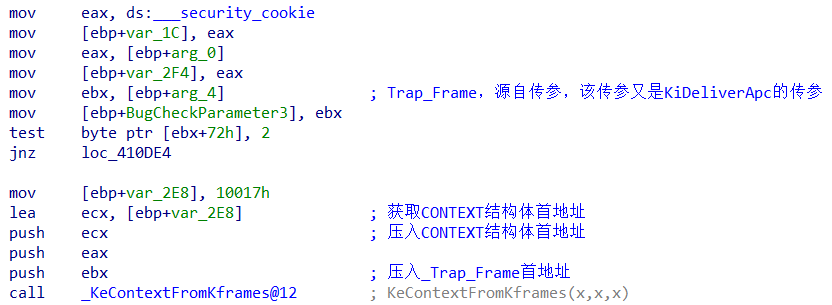 mov eax, ds:___security_cookie
mov [ebp+var_1C], eax
mov eax, [ebp+arg_0]
mov [ebp+var_2F4], eax
mov ebx, [ebp+arg_4] ; Trap_Frame，源自传参，该传参又是KiDeliverApc的传参
mov [ebp+BugCheckParameter3], ebx
test byte ptr [ebx+72h], 2
jnz loc_410DE4
mov [ebp+var_2E8], 10017h
lea ecx, [ebp+var_2E8] ; 获取CONTEXT结构体首地址
push ecx ; 压入CONTEXT结构体首地址
push eax
push ebx ; 压入_Trap_Frame首地址
call _KeContextFromKframes@12 ; KeContextFromKframes(x,x,x)